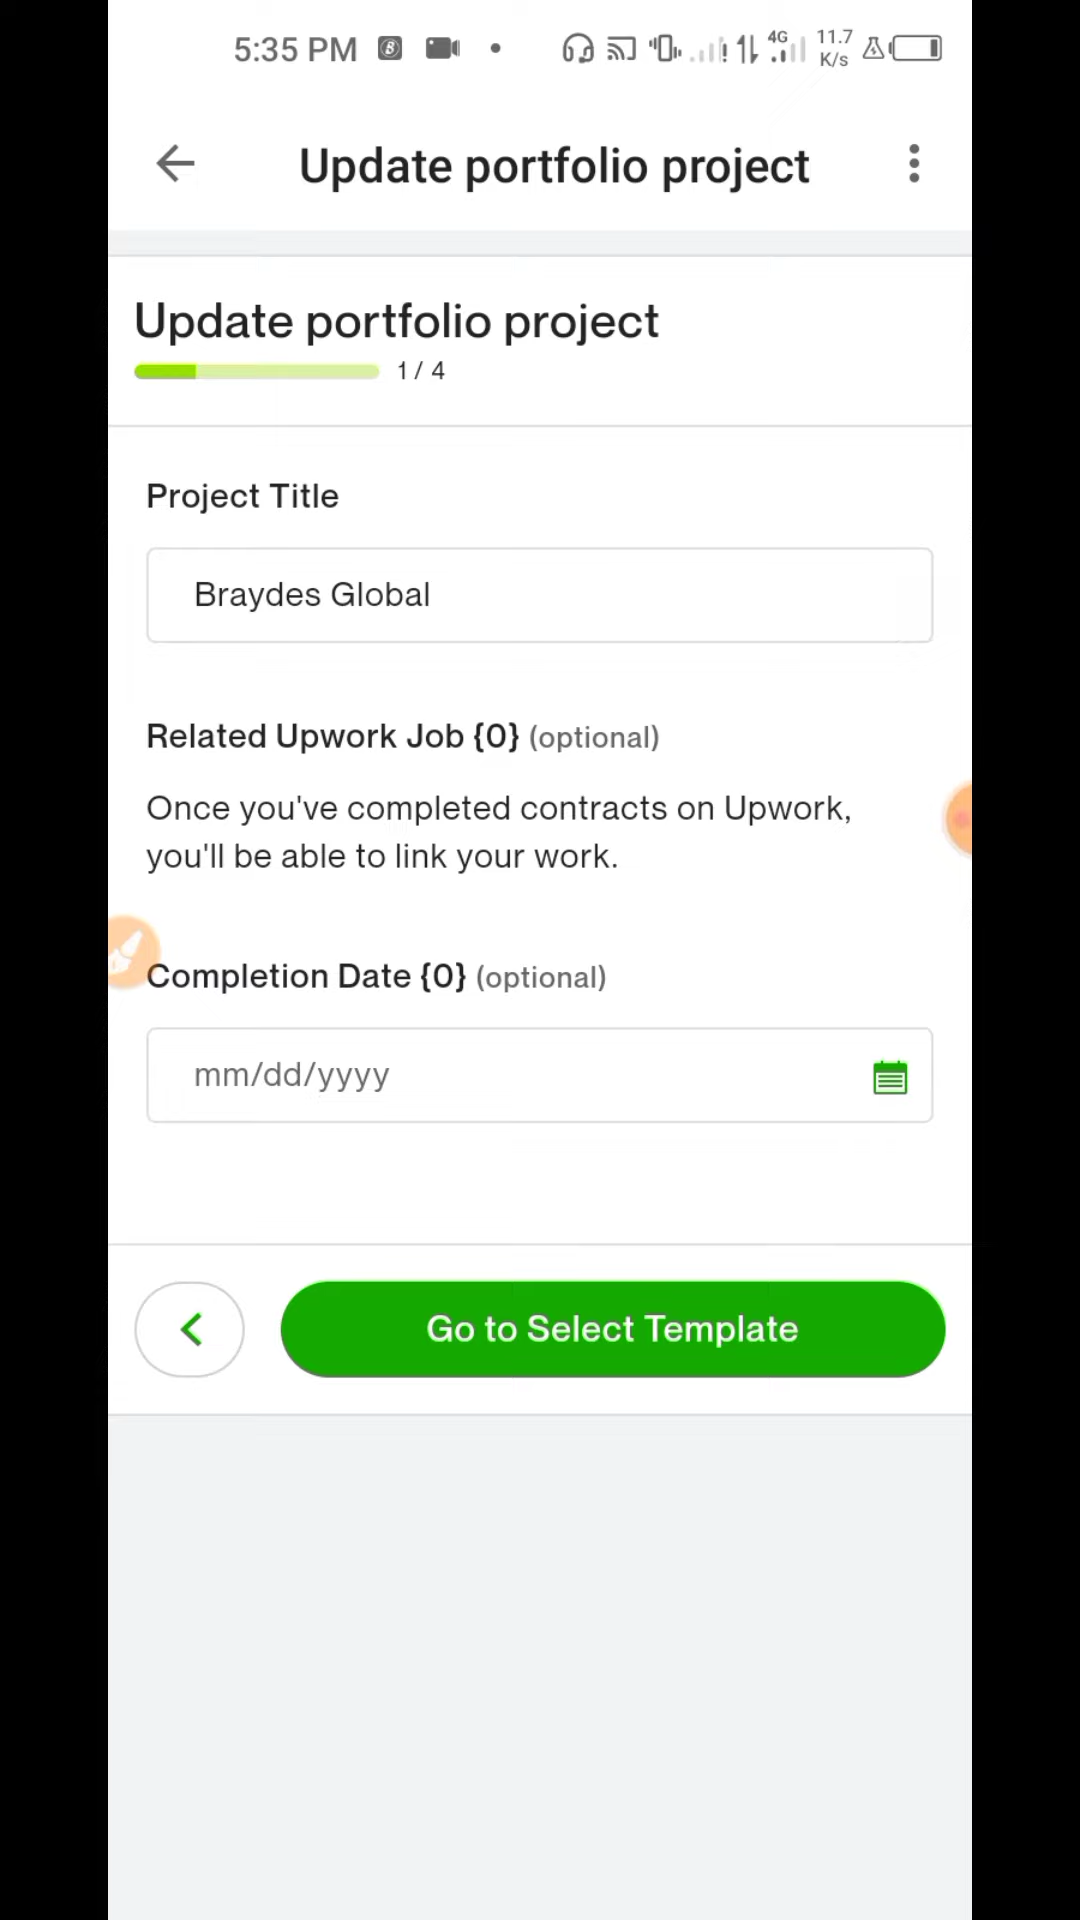 5:35 PM
4G
11.7
K/s
Update portfolio project
Update portfolio project
1 / 4
Project Title
Braydes Global
Related Upwork Job {0} (optional)
Once you've completed contracts on Upwork,
you'll be able to link your work.
Completion Date {0} (optional)
mm/dd/yyyy
Go to Select Template